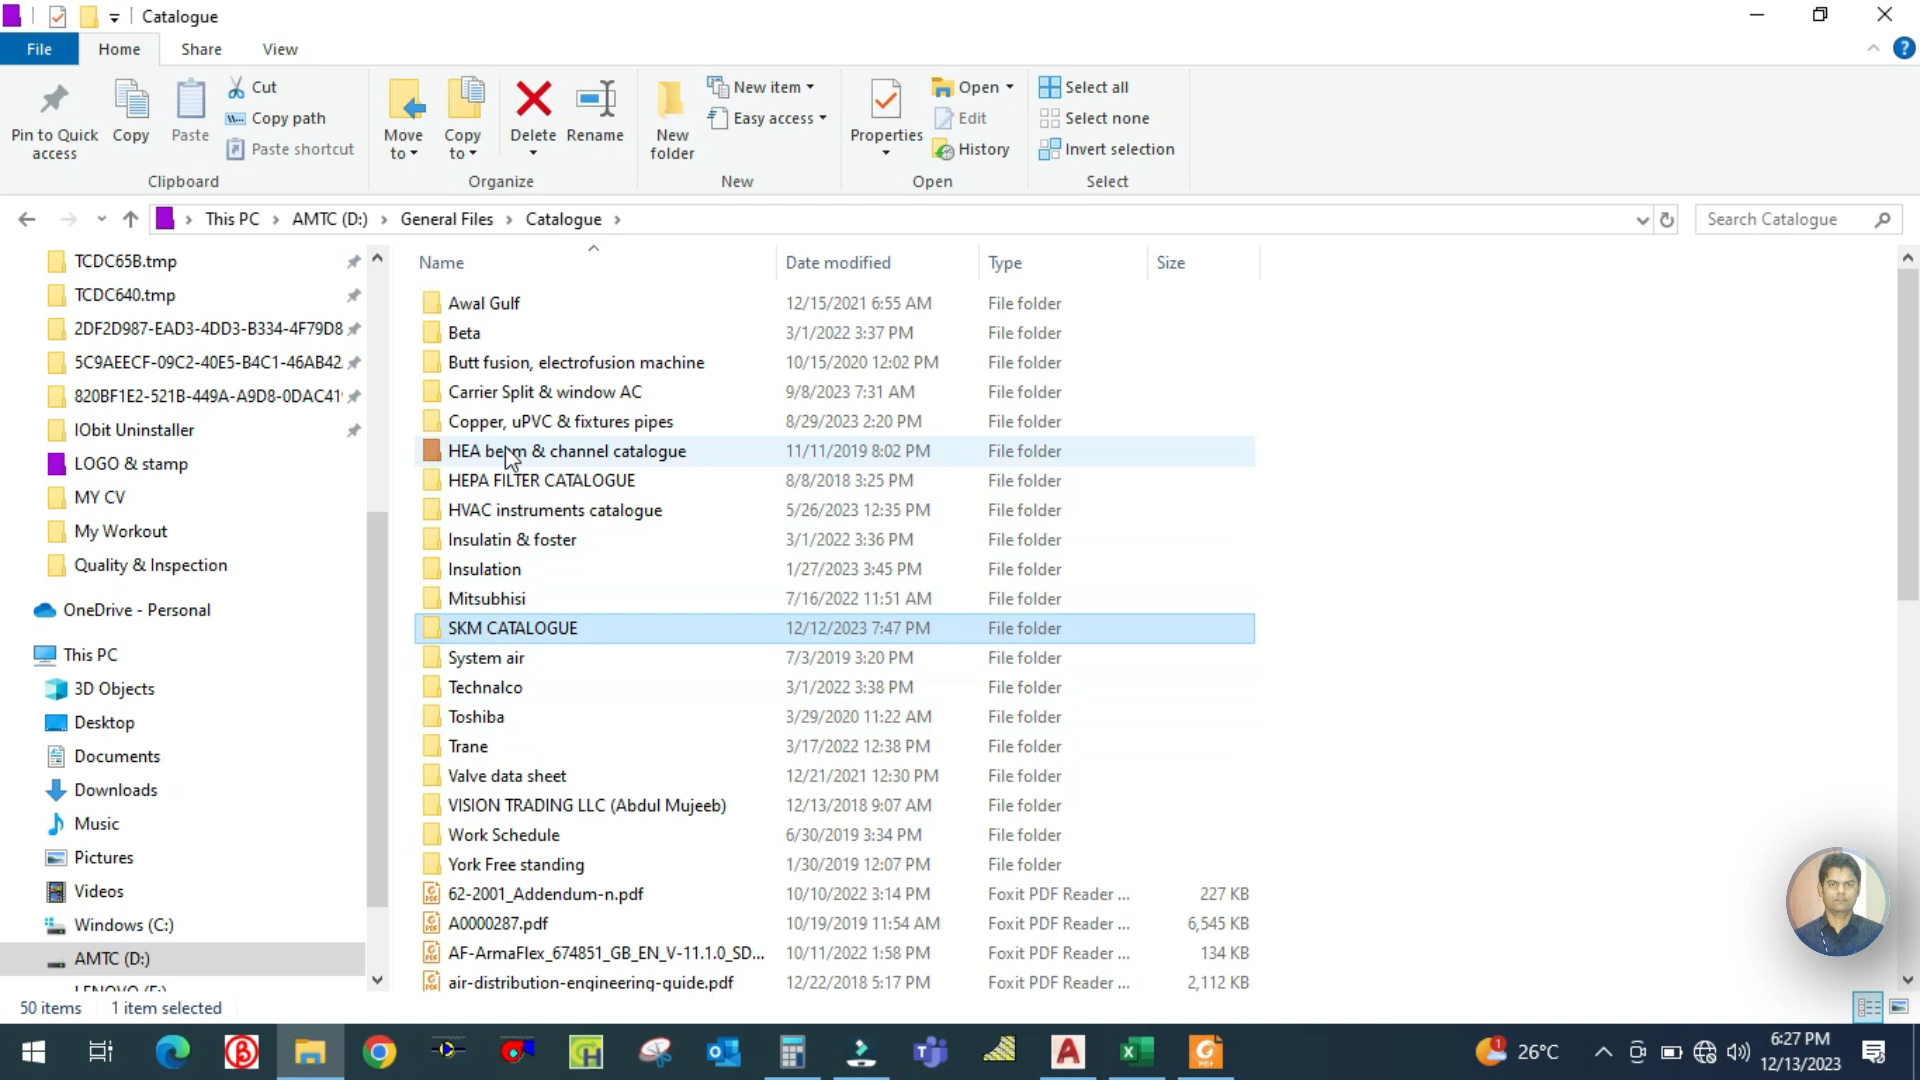 Catalogue
File Home Share View
Pin to Quick access
Copy
Paste
Cut
Copy path
Paste shortcut
Clipboard
Move to
Copy to
Delete
Rename
Organize
New folder
New item
Easy access
New
Properties
Open
Edit
History
Open
Select all
Select none
Invert selection
Select
This PC > AMTC (D:) > General Files > Catalogue >
Search Catalogue
TCDC65B.tmp
TCDC640.tmp
2DF2D987-EAD3-4DD3-B334-4F79D8
5C9AEECF-09C2-40E5-B4C1-46AB42
820BF1E2-521B-449A-A9D8-0DAC41
IObit Uninstaller
LOGO & stamp
MY CV
My Workout
Quality & Inspection
OneDrive - Personal
This PC
3D Objects
Desktop
Documents
Downloads
Music
Pictures
Videos
Windows (C:)
AMTC (D:)
Name Date modified Type Size
Awal Gulf 12/15/2021 6:55 AM File folder
Beta 3/1/2022 3:37 PM File folder
Butt fusion, electrofusion machine 10/15/2020 12:02 PM File folder
Carrier Split & window AC 9/8/2023 7:31 AM File folder
Copper, uPVC & fixtures pipes 8/29/2023 2:20 PM File folder
HEA beam & channel catalogue 11/11/2019 8:02 PM File folder
HEPA FILTER CATALOGUE 8/8/2018 3:25 PM File folder
HVAC instruments catalogue 5/26/2023 12:35 PM File folder
Insulatin & foster 3/1/2022 3:36 PM File folder
Insulation 1/27/2023 3:45 PM File folder
Mitsubhisi 7/16/2022 11:51 AM File folder
SKM CATALOGUE 12/12/2023 7:47 PM File folder
System air 7/3/2019 3:20 PM File folder
Technalco 3/1/2022 3:38 PM File folder
Toshiba 3/29/2020 11:22 AM File folder
Trane 3/17/2022 12:38 PM File folder
Valve data sheet 12/21/2021 12:30 PM File folder
VISION TRADING LLC (Abdul Mujeeb) 12/13/2018 9:07 AM File folder
Work Schedule 6/30/2019 3:34 PM File folder
York Free standing 1/30/2019 12:07 PM File folder
62-2001_Addendum-n.pdf 10/10/2022 3:14 PM Foxit PDF Reader ... 227 KB
A0000287.pdf 10/19/2019 11:54 AM Foxit PDF Reader ... 6,545 KB
AF-ArmaFlex_674851_GB_EN_V-11.1.0_SD... 10/11/2022 1:58 PM Foxit PDF Reader ... 134 KB
air-distribution-engineering-guide.pdf 12/22/2018 5:17 PM Foxit PDF Reader ... 2,112 KB
50 items 1 item selected
26°C
6:27 PM
12/13/2023